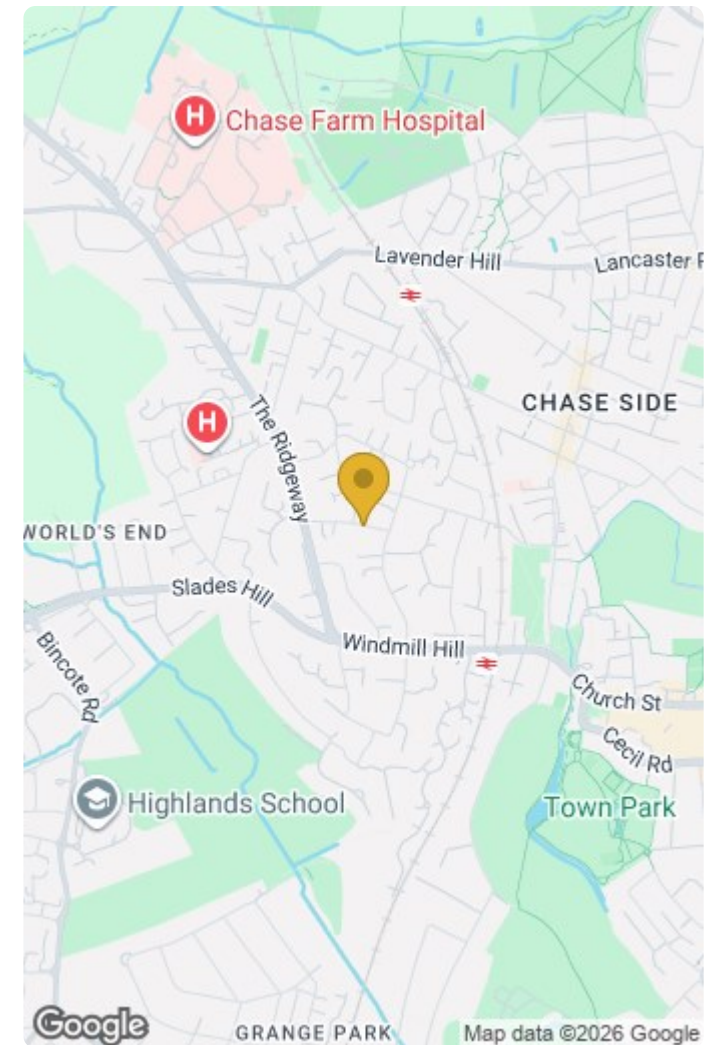 H
Chase Farm Hospital
Lavender Hill
Lancaster R
CHASE SIDE
H
The Ridgeway
WORLD'S END
Slades Hill
Windmill Hill
Bincote Rd
Church St
Cecil Rd
Highlands School
Town Park
Google
GRANGE PARK
Map data ©2026 Google